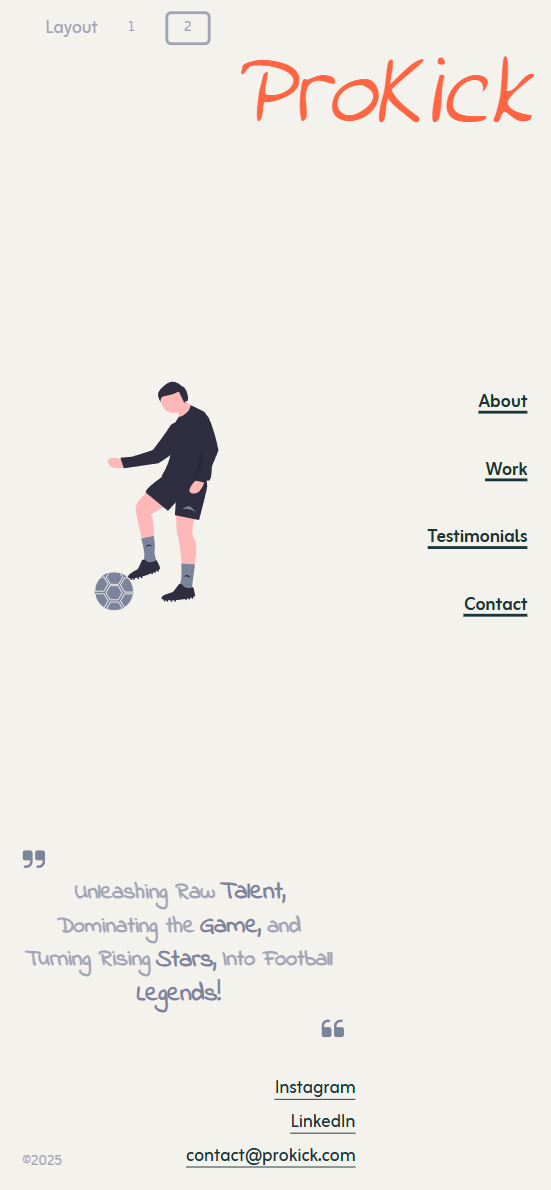 Layout 1 2
ProKick
About
Work
Testimonials
Contact
”
Unleashing Raw Talent,
Dominating the Game, and
Turning Rising Stars, Into Football
Legends!
“
Instagram
LinkedIn
contact@prokick.com
©2025